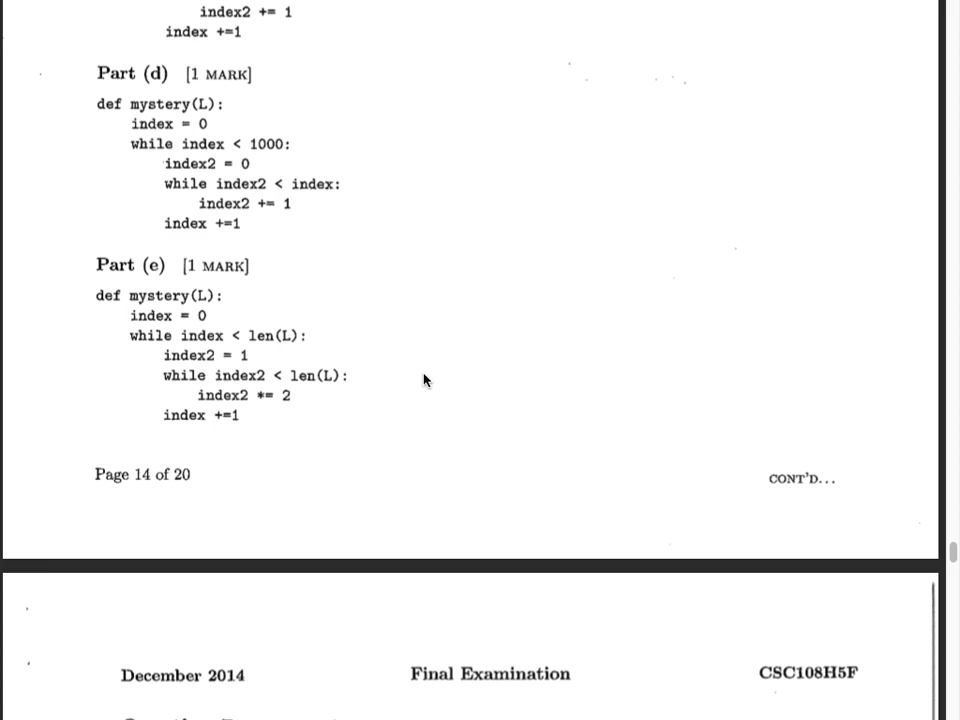 index2 += 1
index +=1
Part (d) [1 MARK]
def mystery(L):
index = 0
while index < 1000:
index2 = 0
while index2 < index:
index2 += 1
index +=1
Part (e) [1 MARK]
def mystery(L):
index = 0
while index < len(L):
index2 = 1
while index2 < len(L):
index2 *= 2
index +=1
Page 14 of 20
CONT'D...
December 2014 Final Examination CSC108H5F